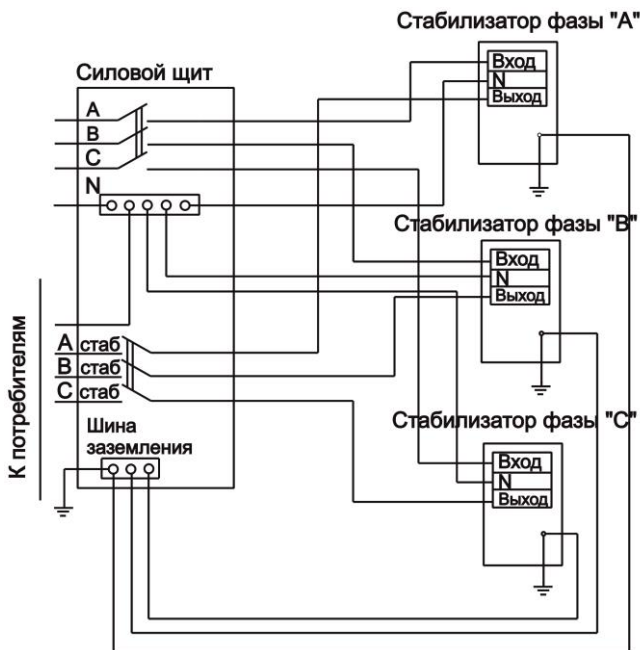 Стабилизатор фазы "А"
Силовой щит
Вход
N
Выход
A
B
C
N
Стабилизатор фазы "В"
Вход
N
Выход
К потребителям
А стаб
В стаб
С стаб
Шина
заземления
Стабилизатор фазы "С"
Вход
N
Выход